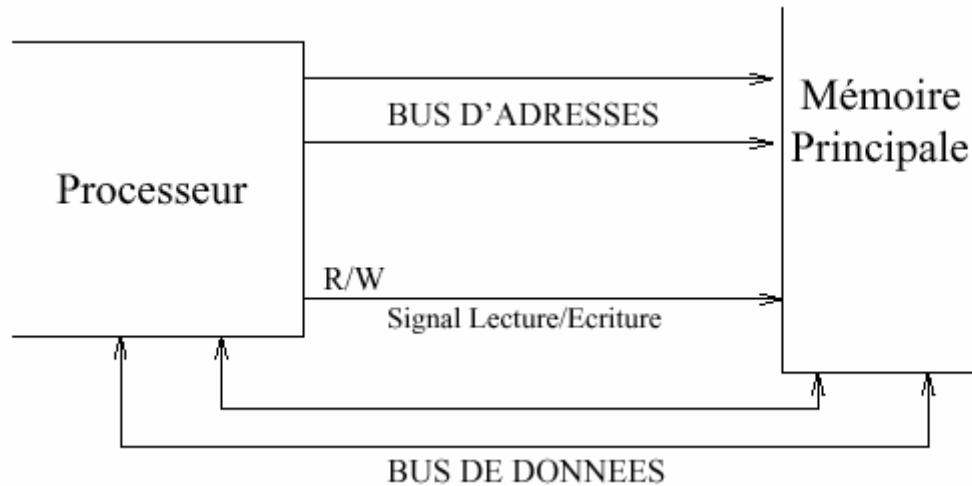 BUS D'ADRESSES
Mémoire
Principale
Processeur
R/W
Signal Lecture/Ecriture
BUS DE DONNEES